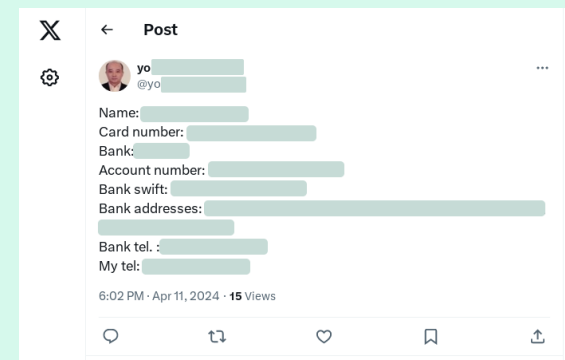 Post
yo
@yo
Name:
Card number:
Bank:
Account number:
Bank swift:
Bank addresses:
Bank tel. :
My tel:
6:02 PM · Apr 11, 2024 · 15 Views